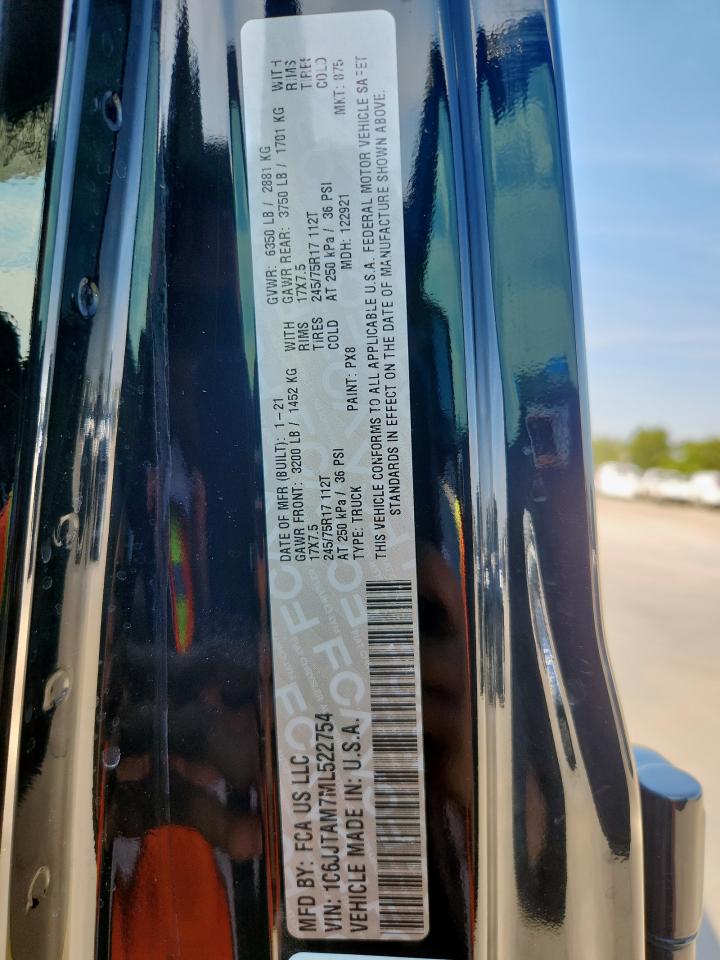 MFD BY: FCA US LLC
DATE OF MFR (BUILT): 1-21
GVWR: 6350 LB / 2881 KG
VIN: 1C6JJTAM7ML522754
GAWR FRONT: 3200 LB / 1452 KG WITH
GAWR REAR: 3750 LB / 1701 KG WITH
VEHICLE MADE IN: U.S.A.
17X7.5 RIMS
17X7.5 RIMS
245/75R17 112T TIRES
245/75R17 112T TIRES
AT 250 kPa / 36 PSI COLD
AT 250 kPa / 36 PSI COLD
TYPE: TRUCK PAINT: PX8 MDH: 122921 MKT: 875
THIS VEHICLE CONFORMS TO ALL APPLICABLE U.S.A. FEDERAL MOTOR VEHICLE SAFET
STANDARDS IN EFFECT ON THE DATE OF MANUFACTURE SHOWN ABOVE.